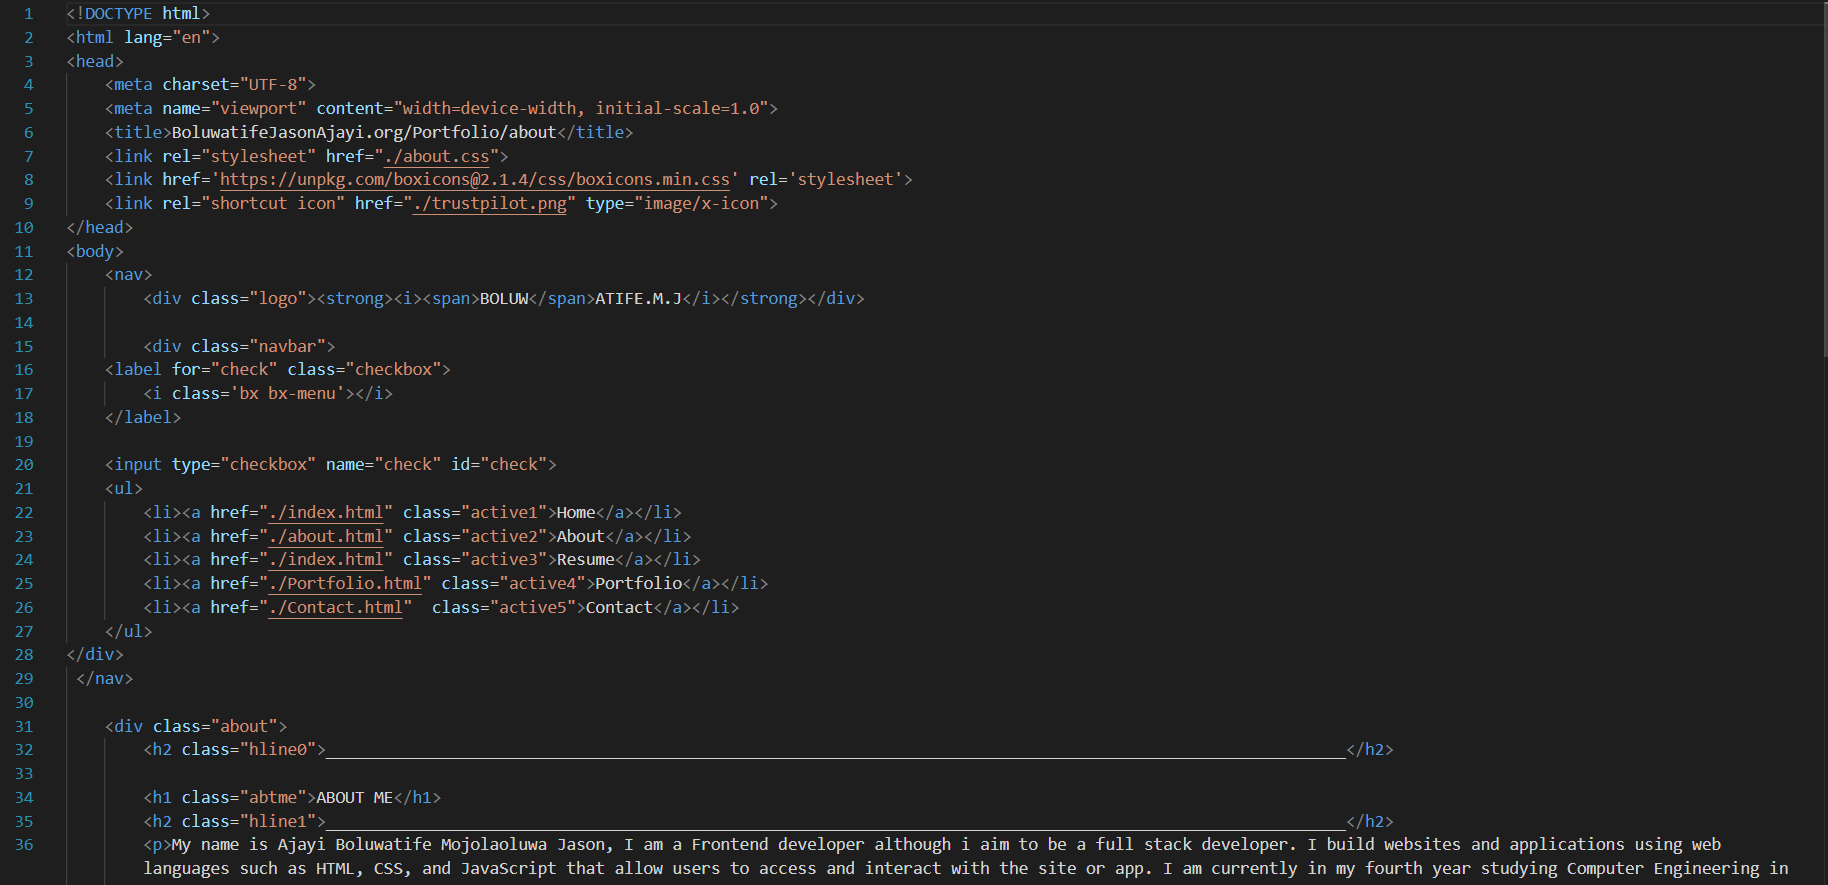 1 <!DOCTYPE html>
2 <html lang="en">
3 <head>
4     <meta charset="UTF-8">
5     <meta name="viewport" content="width=device-width, initial-scale=1.0">
6     <title>BoluwatifeJasonAjayi.org/Portfolio/about</title>
7     <link rel="stylesheet" href="./about.css">
8     <link href='https://unpkg.com/boxicons@2.1.4/css/boxicons.min.css' rel='stylesheet'>
9     <link rel="shortcut icon" href="./trustpilot.png" type="image/x-icon">
10 </head>
11 <body>
12     <nav>
13         <div class="logo"><strong><i><span>BOLUW</span>ATIFE.M.J</i></strong></div>
14
15         <div class="navbar">
16     <label for="check" class="checkbox">
17         <i class='bx bx-menu'></i>
18     </label>
19
20     <input type="checkbox" name="check" id="check">
21     <ul>
22         <li><a href="./index.html" class="active1">Home</a></li>
23         <li><a href="./about.html" class="active2">About</a></li>
24         <li><a href="./index.html" class="active3">Resume</a></li>
25         <li><a href="./Portfolio.html" class="active4">Portfolio</a></li>
26         <li><a href="./Contact.html"  class="active5">Contact</a></li>
27     </ul>
28 </div>
29  </nav>
30
31     <div class="about">
32         <h2 class="hline0">__________________________________________________________________________________________________________</h2>
33
34         <h1 class="abtme">ABOUT ME</h1>
35         <h2 class="hline1">__________________________________________________________________________________________________________</h2>
36         <p>My name is Ajayi Boluwatife Mojolaoluwa Jason, I am a Frontend developer although i aim to be a full stack developer. I build websites and applications using web
languages such as HTML, CSS, and JavaScript that allow users to access and interact with the site or app. I am currently in my fourth year studying Computer Engineering in